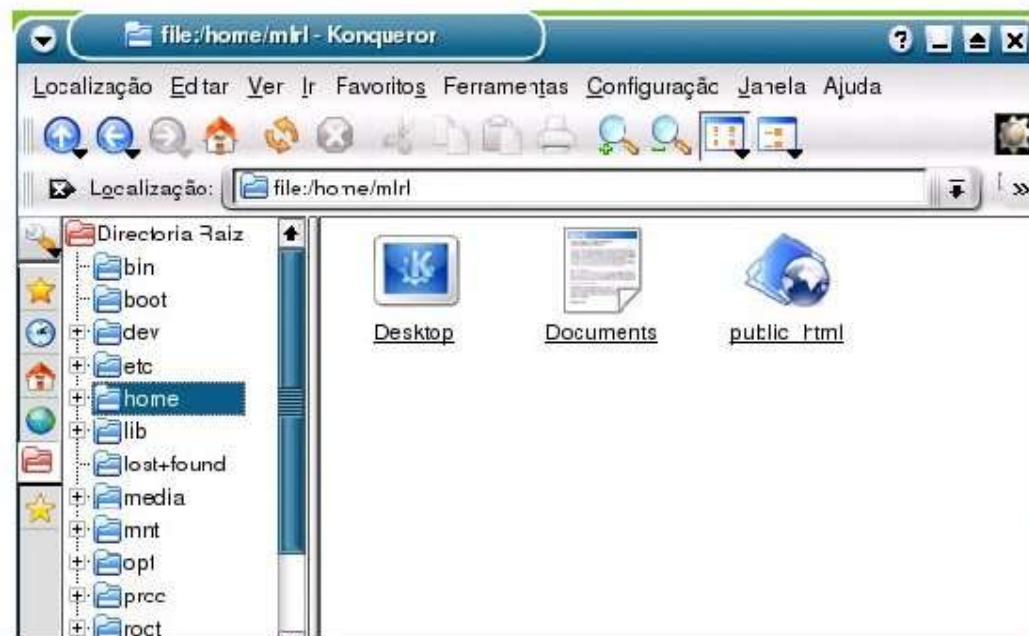 file:/home/mlrl - Konqueror
Localização Editar Ver Ir Favoritos Ferramentas Configuração Janela Ajuda
Localização: file:/home/mlrl
Directoria Raiz
bin
boot
dev
etc
home
lib
lost+found
media
mnt
opt
proc
root
Desktop
Documents
public_html